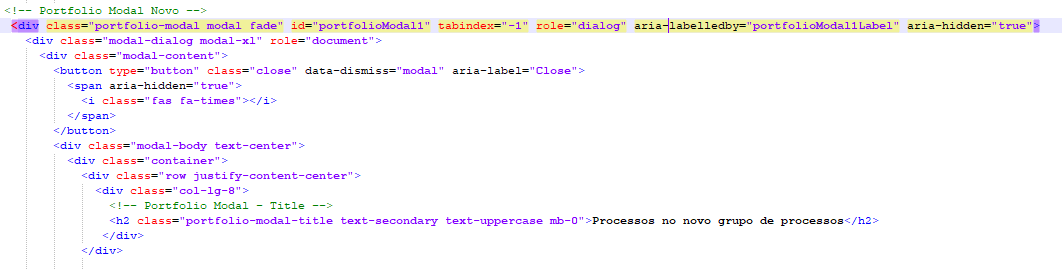 <!-- Portfolio Modal Novo -->
<div class="portfolio-modal modal fade" id="portfolioModal1" tabindex="-1" role="dialog" aria-labelledby="portfolioModal1Label" aria-hidden="true">
<div class="modal-dialog modal-xl" role="document">
<div class="modal-content">
<button type="button" class="close" data-dismiss="modal" aria-label="Close">
<span aria-hidden="true">
<i class="fas fa-times"></i>
</span>
</button>
<div class="modal-body text-center">
<div class="container">
<div class="row justify-content-center">
<div class="col-lg-8">
<!-- Portfolio Modal - Title -->
<h2 class="portfolio-modal-title text-secondary text-uppercase mb-0">Processos no novo grupo de processos</h2>
</div>
</div>